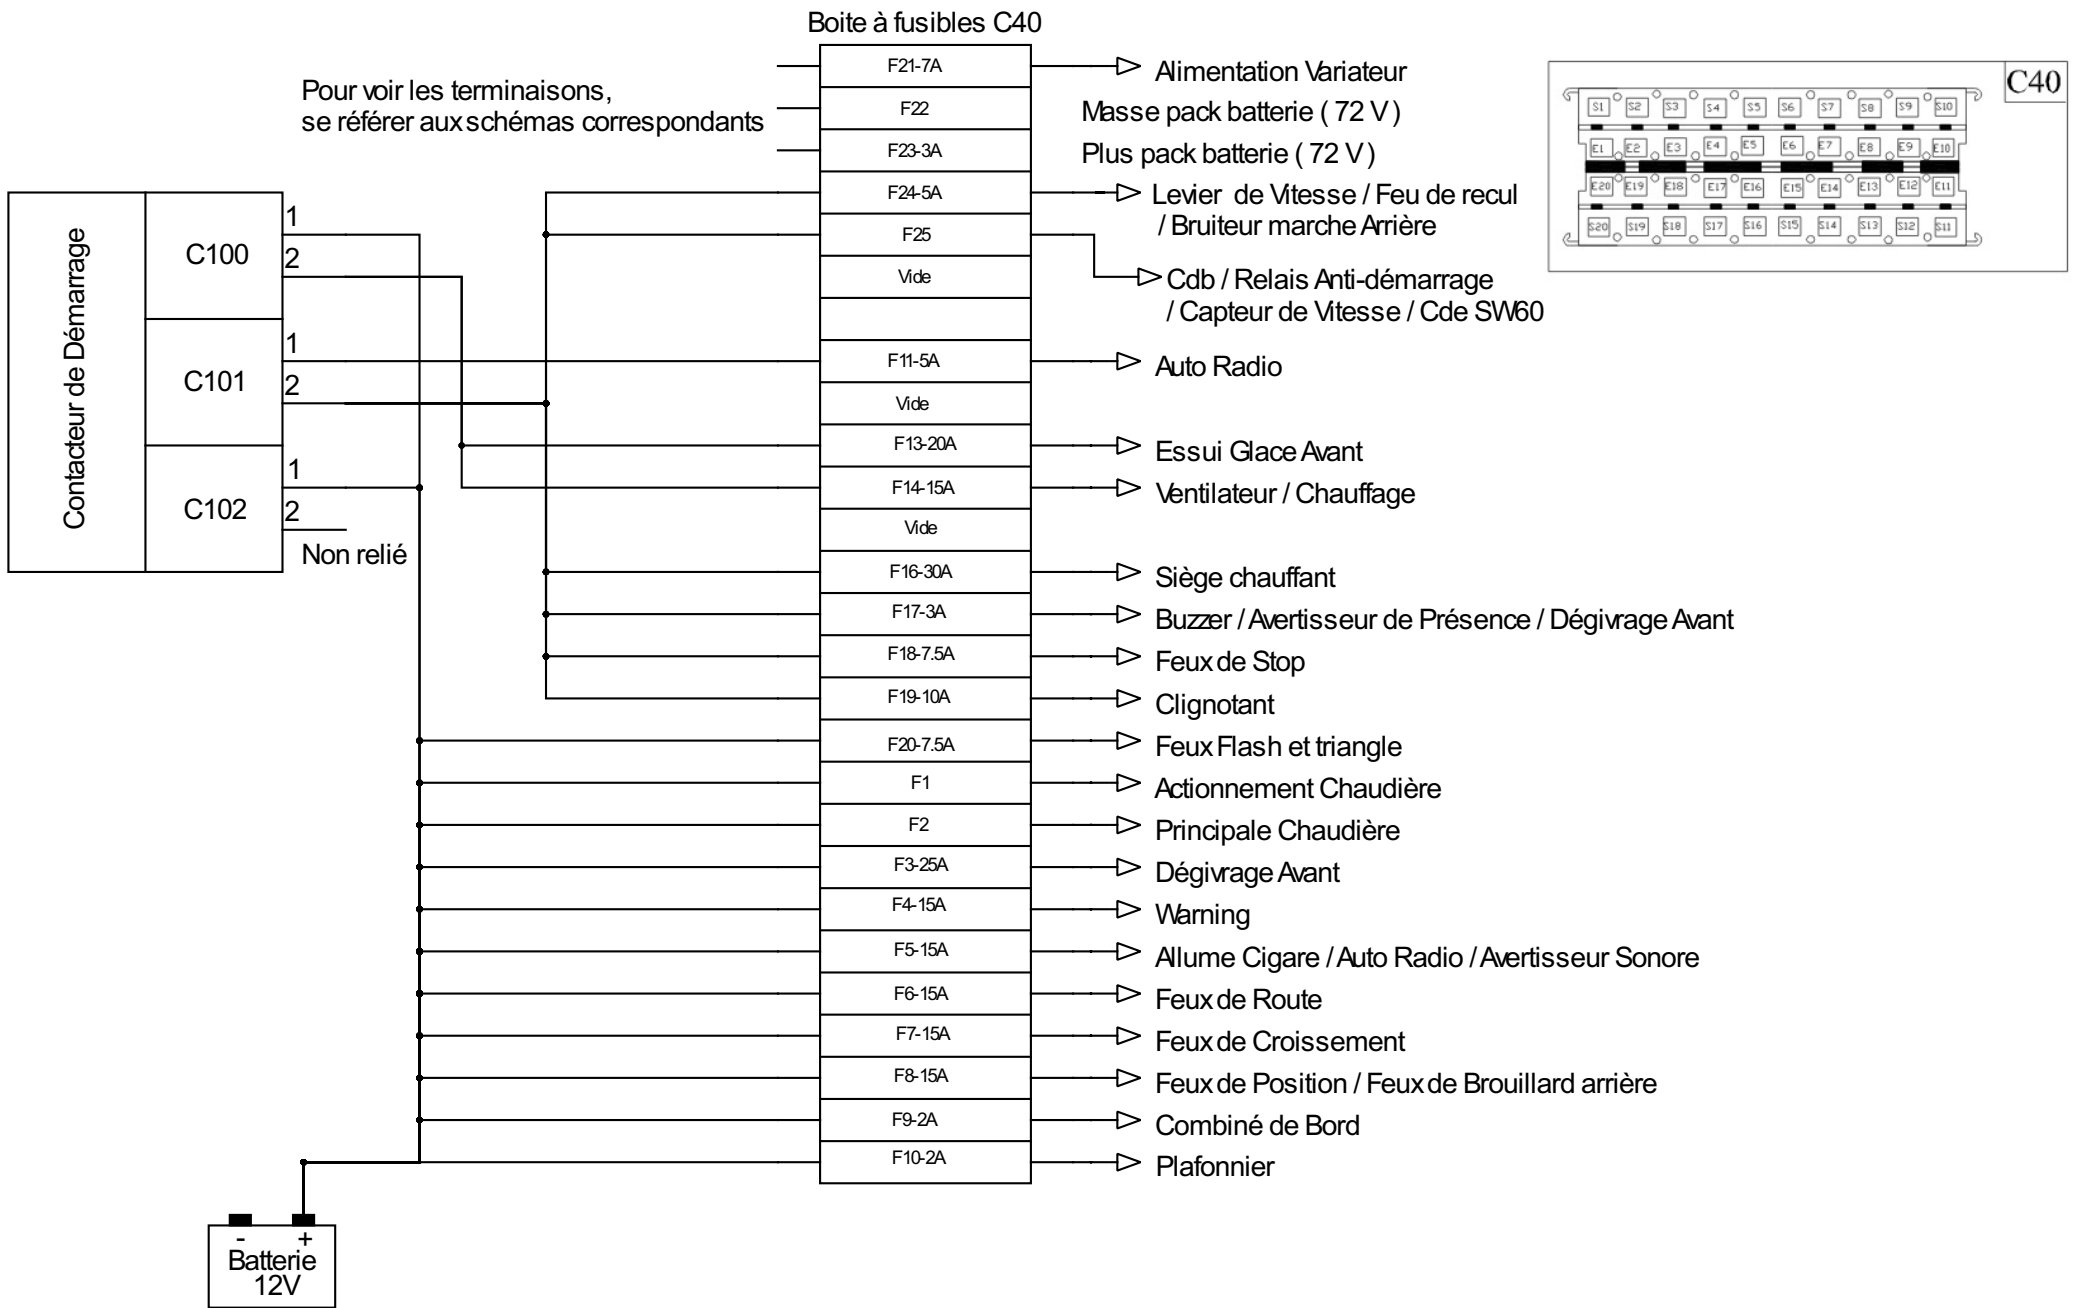 Boite à fusibles C40
Pour voir les terminaisons,
se référer aux schémas correspondants
F21-7A
Alimentation Variateur
F22
Masse pack batterie ( 72 V )
F23-3A
Plus pack batterie ( 72 V )
F24-5A
Levier de Vitesse / Feu de recul
/ Bruiteur marche Arrière
F25
Vide
Cdb / Relais Anti-démarrage
/ Capteur de Vitesse / Cde SW60
F11-5A
Auto Radio
Vide
F13-20A
Essui Glace Avant
F14-15A
Ventilateur / Chauffage
Vide
F16-30A
Siège chauffant
F17-3A
Buzzer / Avertisseur de Présence / Dégivrage Avant
F18-7.5A
Feux de Stop
F19-10A
Clignotant
F20-7.5A
Feux Flash et triangle
F1
Actionnement Chaudière
F2
Principale Chaudière
F3-25A
Dégivrage Avant
F4-15A
Warning
F5-15A
Allume Cigare / Auto Radio / Avertisseur Sonore
F6-15A
Feux de Route
F7-15A
Feux de Croissement
F8-15A
Feux de Position / Feux de Brouillard arrière
F9-2A
Combiné de Bord
F10-2A
Plafonnier
Contacteur de Démarrage
C100
1
2
C101
1
2
C102
1
2
Non relié
- +
Batterie
12V
C40
S1 S2 S3 S4 S5 S6 S7 S8 S9 S10
E1 E2 E3 E4 E5 E6 E7 E8 E9 E10
E20 E19 E18 E17 E16 E15 E14 E13 E12 E11
S20 S19 S18 S17 S16 S15 S14 S13 S12 S11